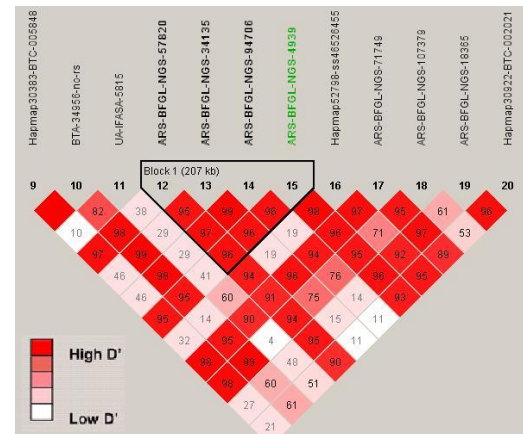 Hapmap30383-BTC-005848
BTA-34956-no-rs
UA-IFASA-5815
ARS-BFGL-NGS-57820
ARS-BFGL-NGS-34135
ARS-BFGL-NGS-94706
ARS-BFGL-NGS-4939
Hapmap52798-ss46526455
ARS-BFGL-NGS-71749
ARS-BFGL-NGS-107379
ARS-BFGL-NGS-18365
Hapmap30922-BTC-002021
Block 1 (207 kb)
9 10 11 12 13 14 15 16 17 18 19 20
82 38 95 99 98 98 97 95 61 98
10 98 29 97 96 19 96 71 97 53
97 99 29 96 19 94 98 92 89
46 99 41 94 96 76 96 95
46 95 60 91 75 14 93
95 14 90 94 15 11
32 95 4 95 11
98 99 48 90
98 60 51
27 61
21
High D'
Low D'